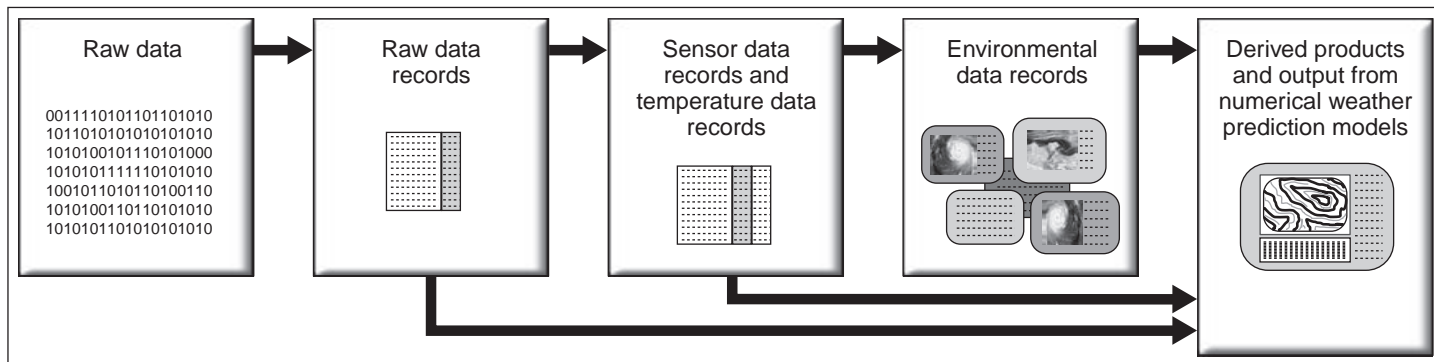 Raw data
0011110101101101010
10110101010101010
1010100101110101000
1010101111110101010
1001011010110100110
1010100110110101010
1010101101010101010
Raw data
records
Sensor data
records and
temperature data
records
Environmental
data records
Derived products
and output from
numerical weather
prediction models